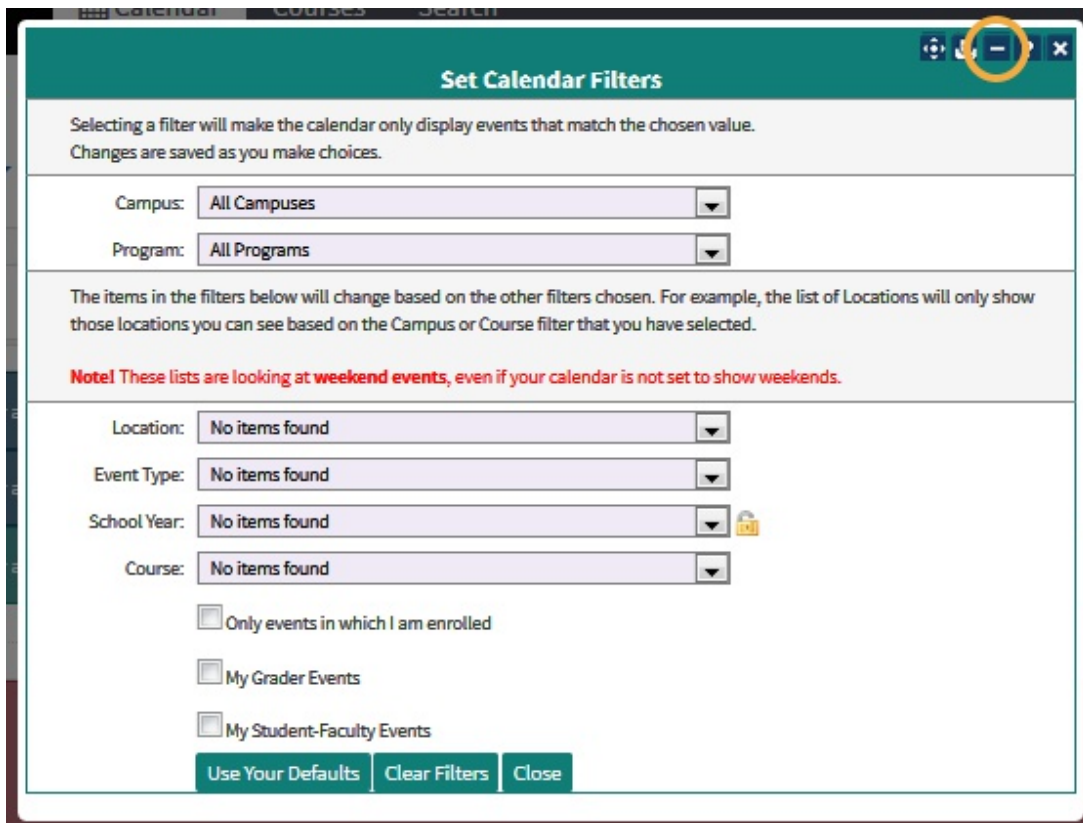 Calendar Courses Search
Set Calendar Filters
Selecting a filter will make the calendar only display events that match the chosen value.
Changes are saved as you make choices.
Campus: All Campuses
Program: All Programs
The items in the filters below will change based on the other filters chosen. For example, the list of Locations will only show
those locations you can see based on the Campus or Course filter that you have selected.
Note! These lists are looking at weekend events, even if your calendar is not set to show weekends.
Location: No items found
Event Type: No items found
School Year: No items found
Course: No items found
Only events in which I am enrolled
My Grader Events
My Student-Faculty Events
Use Your Defaults Clear Filters Close